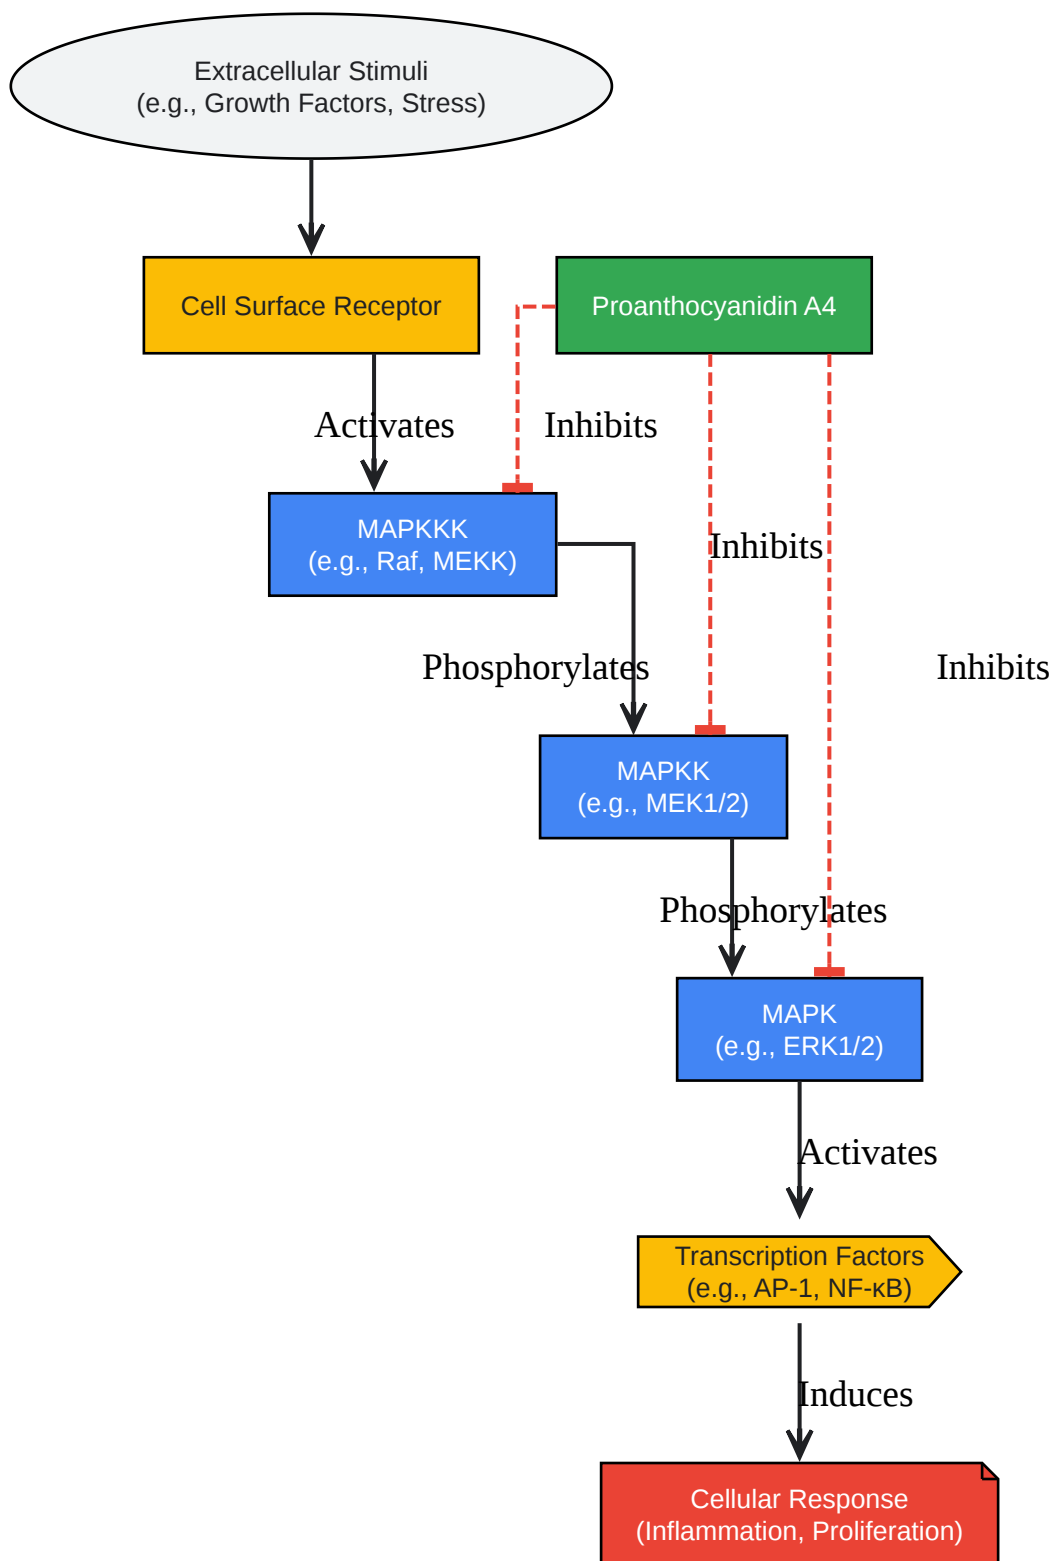 Extracellular Stimuli
(e.g., Growth Factors, Stress)
Cell Surface Receptor
Proanthocyanidin A4
Activates
Inhibits
MAPKKK
(e.g., Raf, MEKK)
Inhibits
Phosphorylates
Inhibits
MAPKK
(e.g., MEK1/2)
Phosphorylates
MAPK
(e.g., ERK1/2)
Activates
Transcription Factors
(e.g., AP-1, NF-κB)
Induces
Cellular Response
(Inflammation, Proliferation)